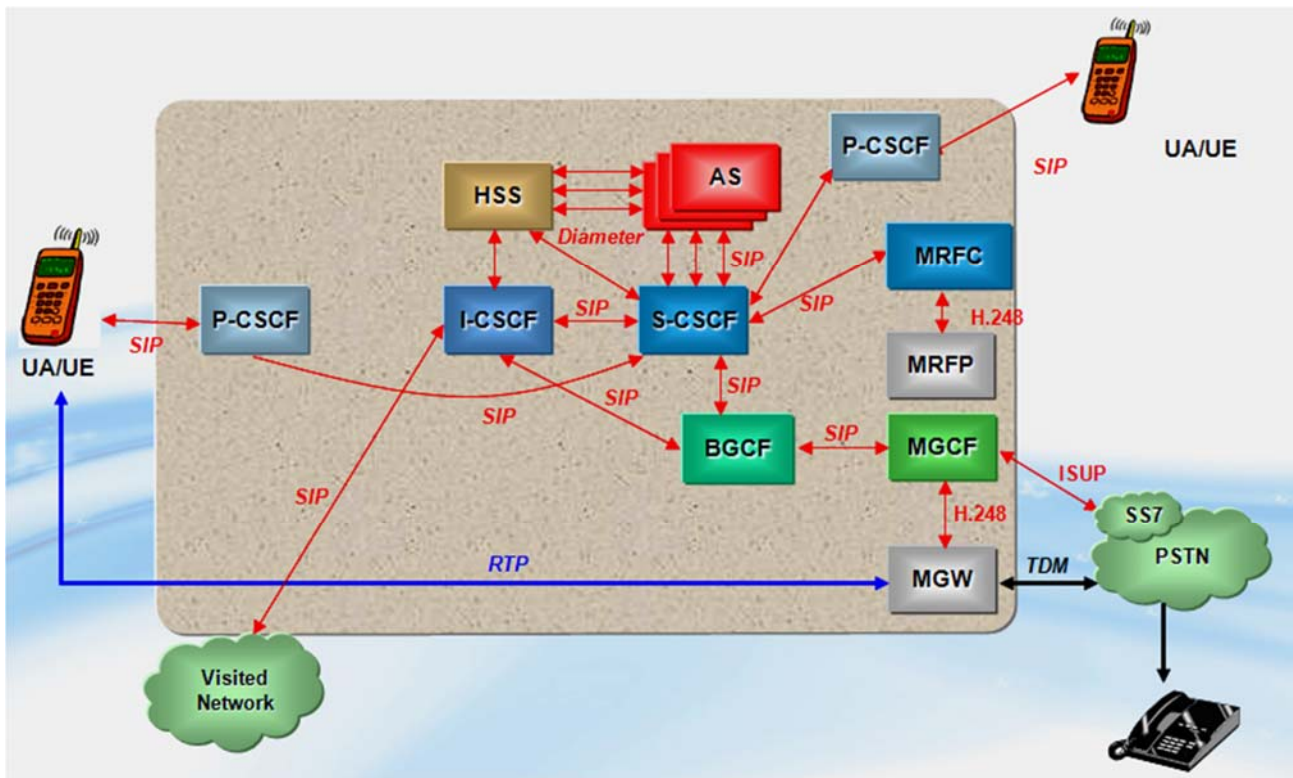 P-CSCF
SIP
UA/UE
HSS
AS
Diameter
SIP
MRFC
UA/UE
SIP
P-CSCF
I-CSCF
SIP
S-CSCF
SIP
H.248
MRFP
SIP
SIP
SIP
BGCF
SIP
MGCF
ISUP
SIP
H.248
SS7
PSTN
RTP
MGW
TDM
Visited
Network